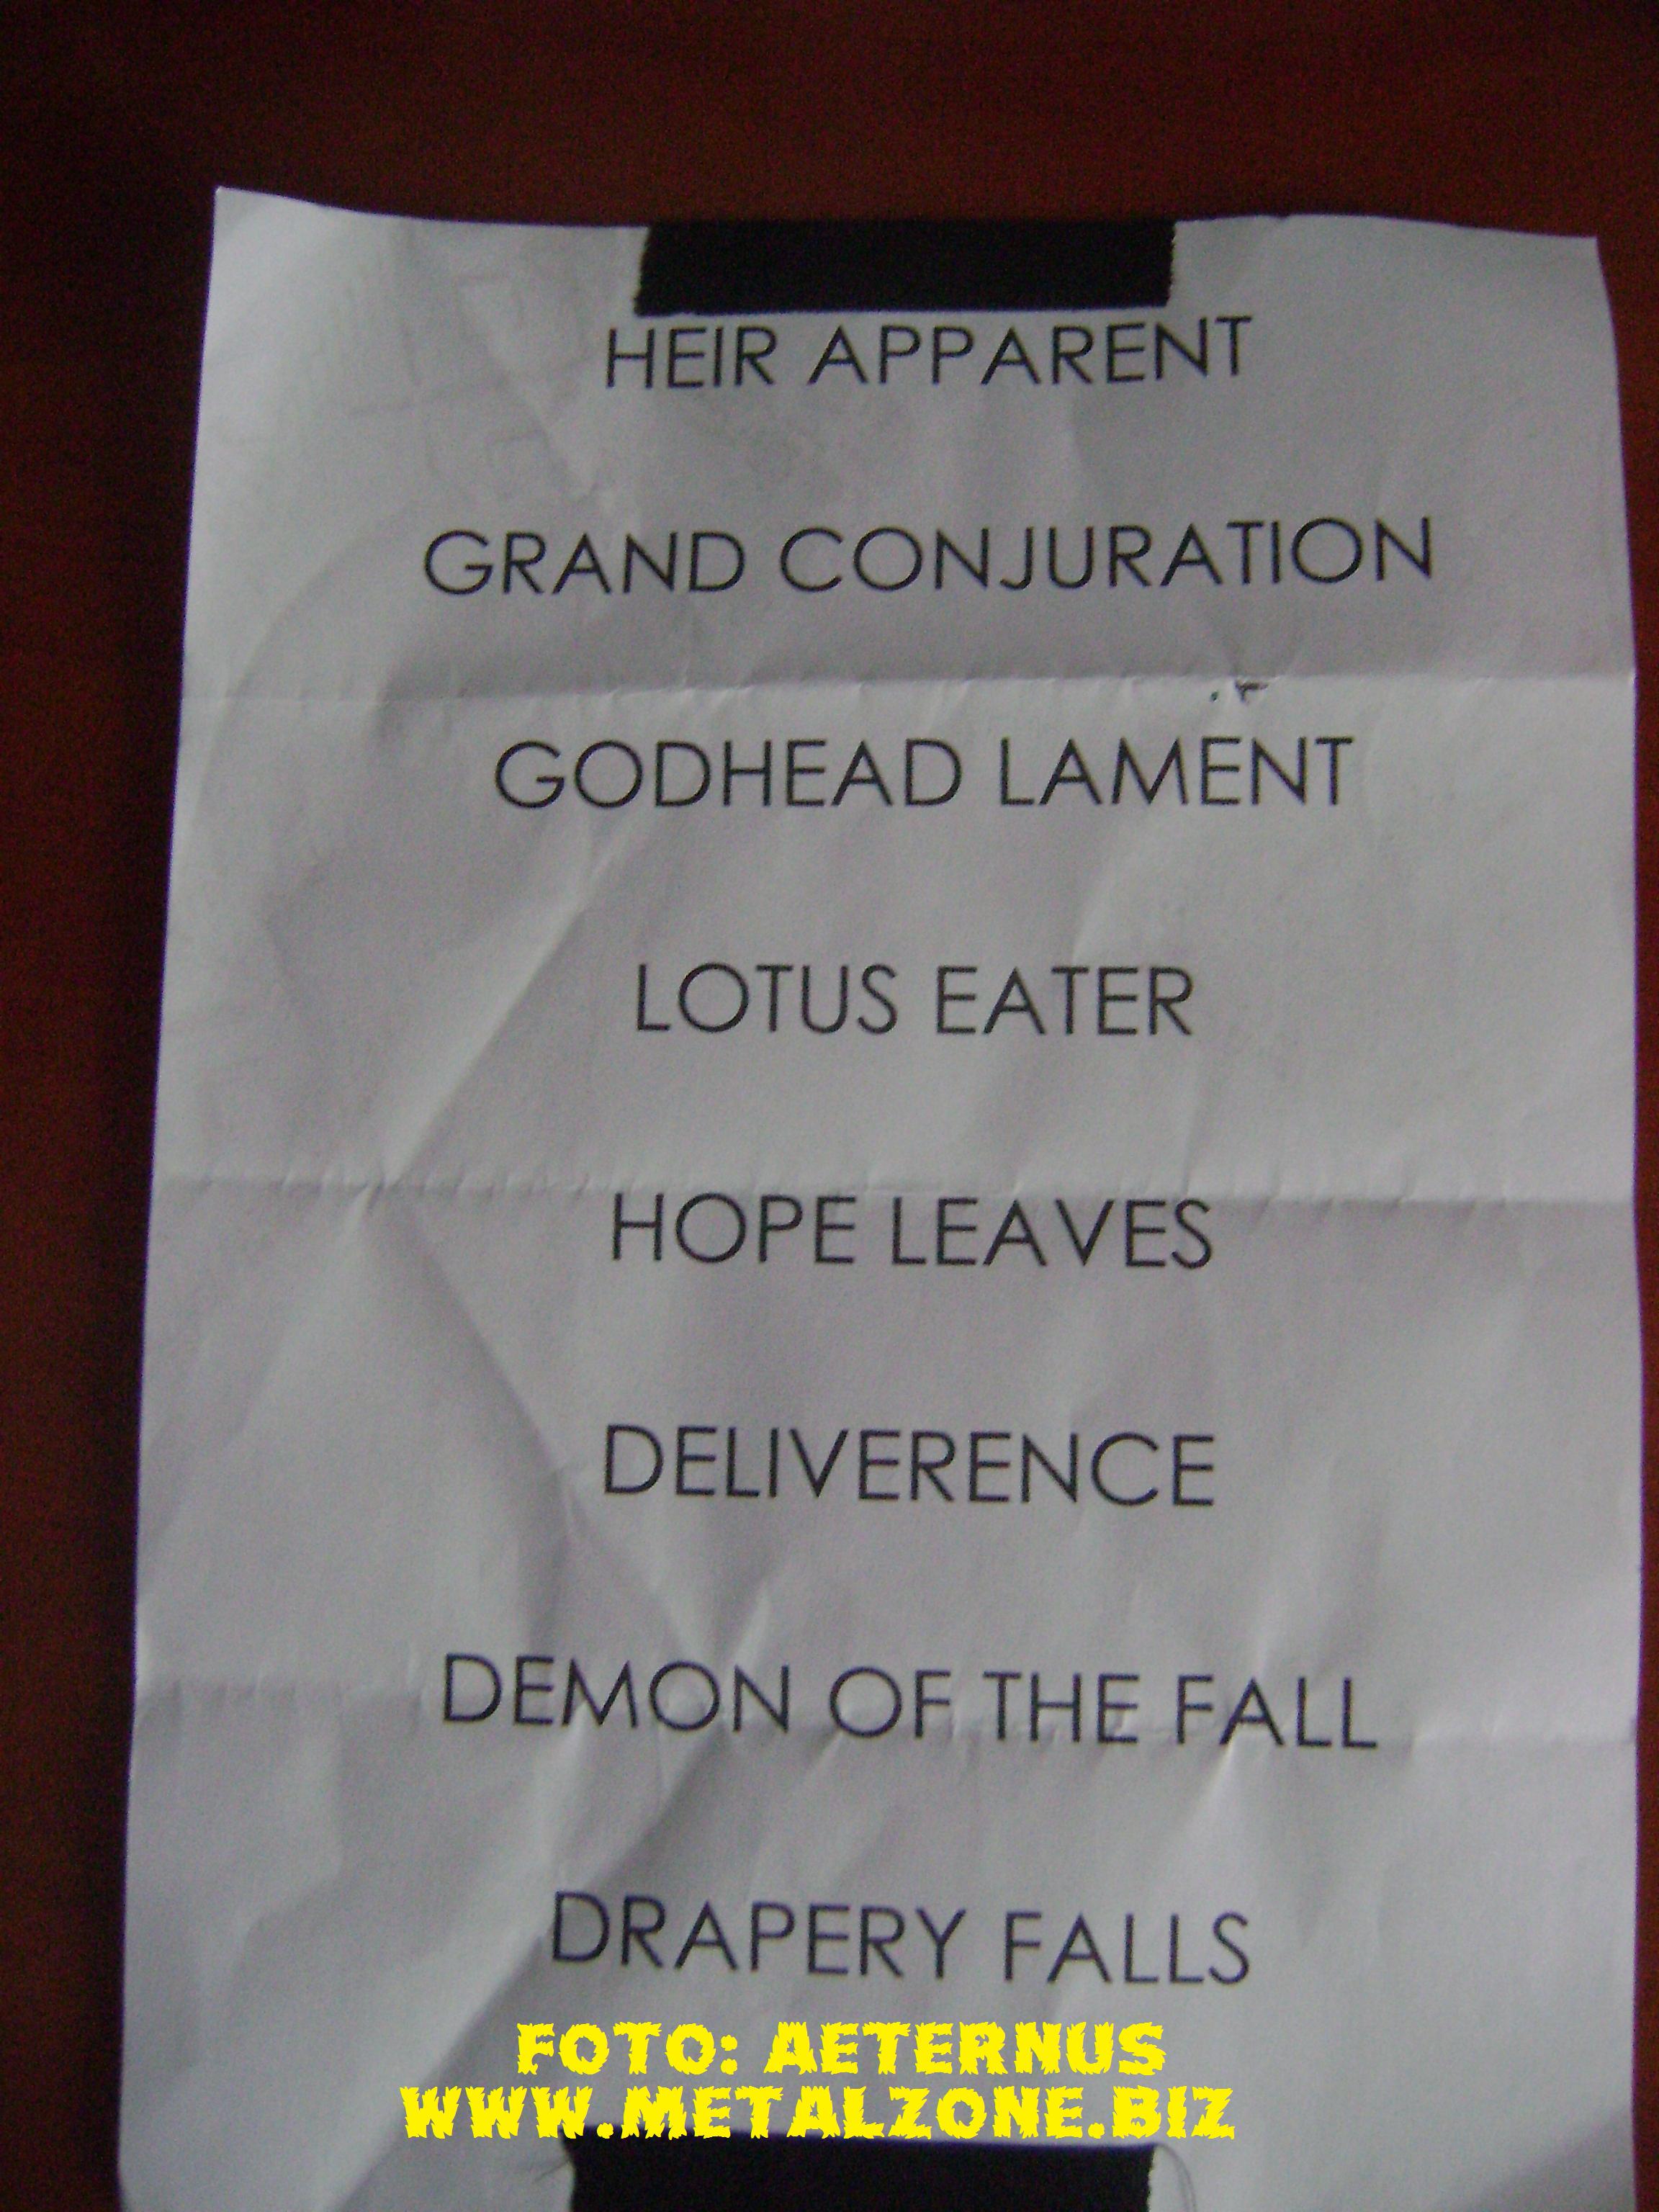 HEIR APPARENT
GRAND CONJURATION
GODHEAD LAMENT
LOTUS EATER
HOPE LEAVES
DELIVERENCE
DEMON OF THE FALL
DRAPERY FALLS
FOTO: AETERNUS
WWW.METALZONE.BIZ